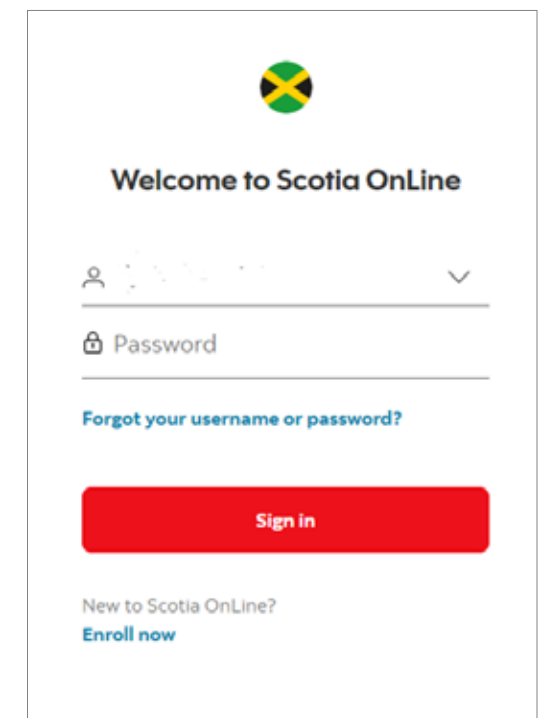 Welcome to Scotia OnLine
Password
Forgot your username or password?
Sign in
New to Scotia OnLine?
Enroll now